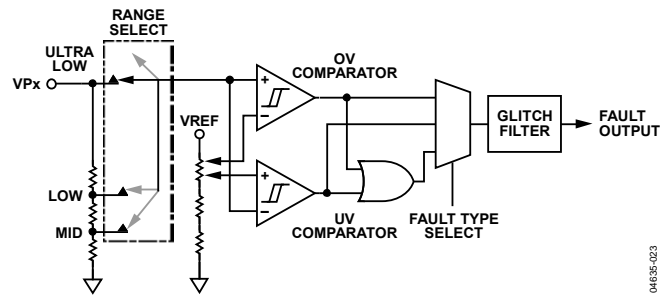 RANGE
SELECT
ULTRA
LOW
VPx
LOW
MID
VREF
+
–
OV
COMPARATOR
+
–
UV
COMPARATOR
FAULT TYPE
SELECT
GLITCH
FILTER
FAULT
OUTPUT
04635-023